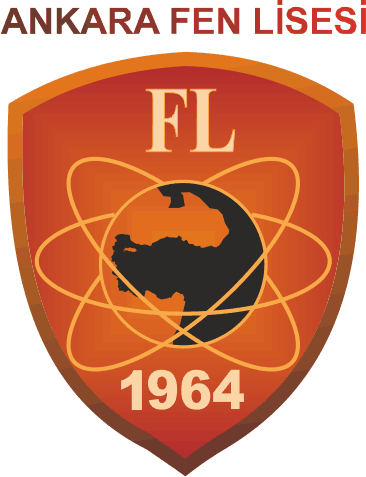 ANKARA FEN LİSESİ
FL
1964